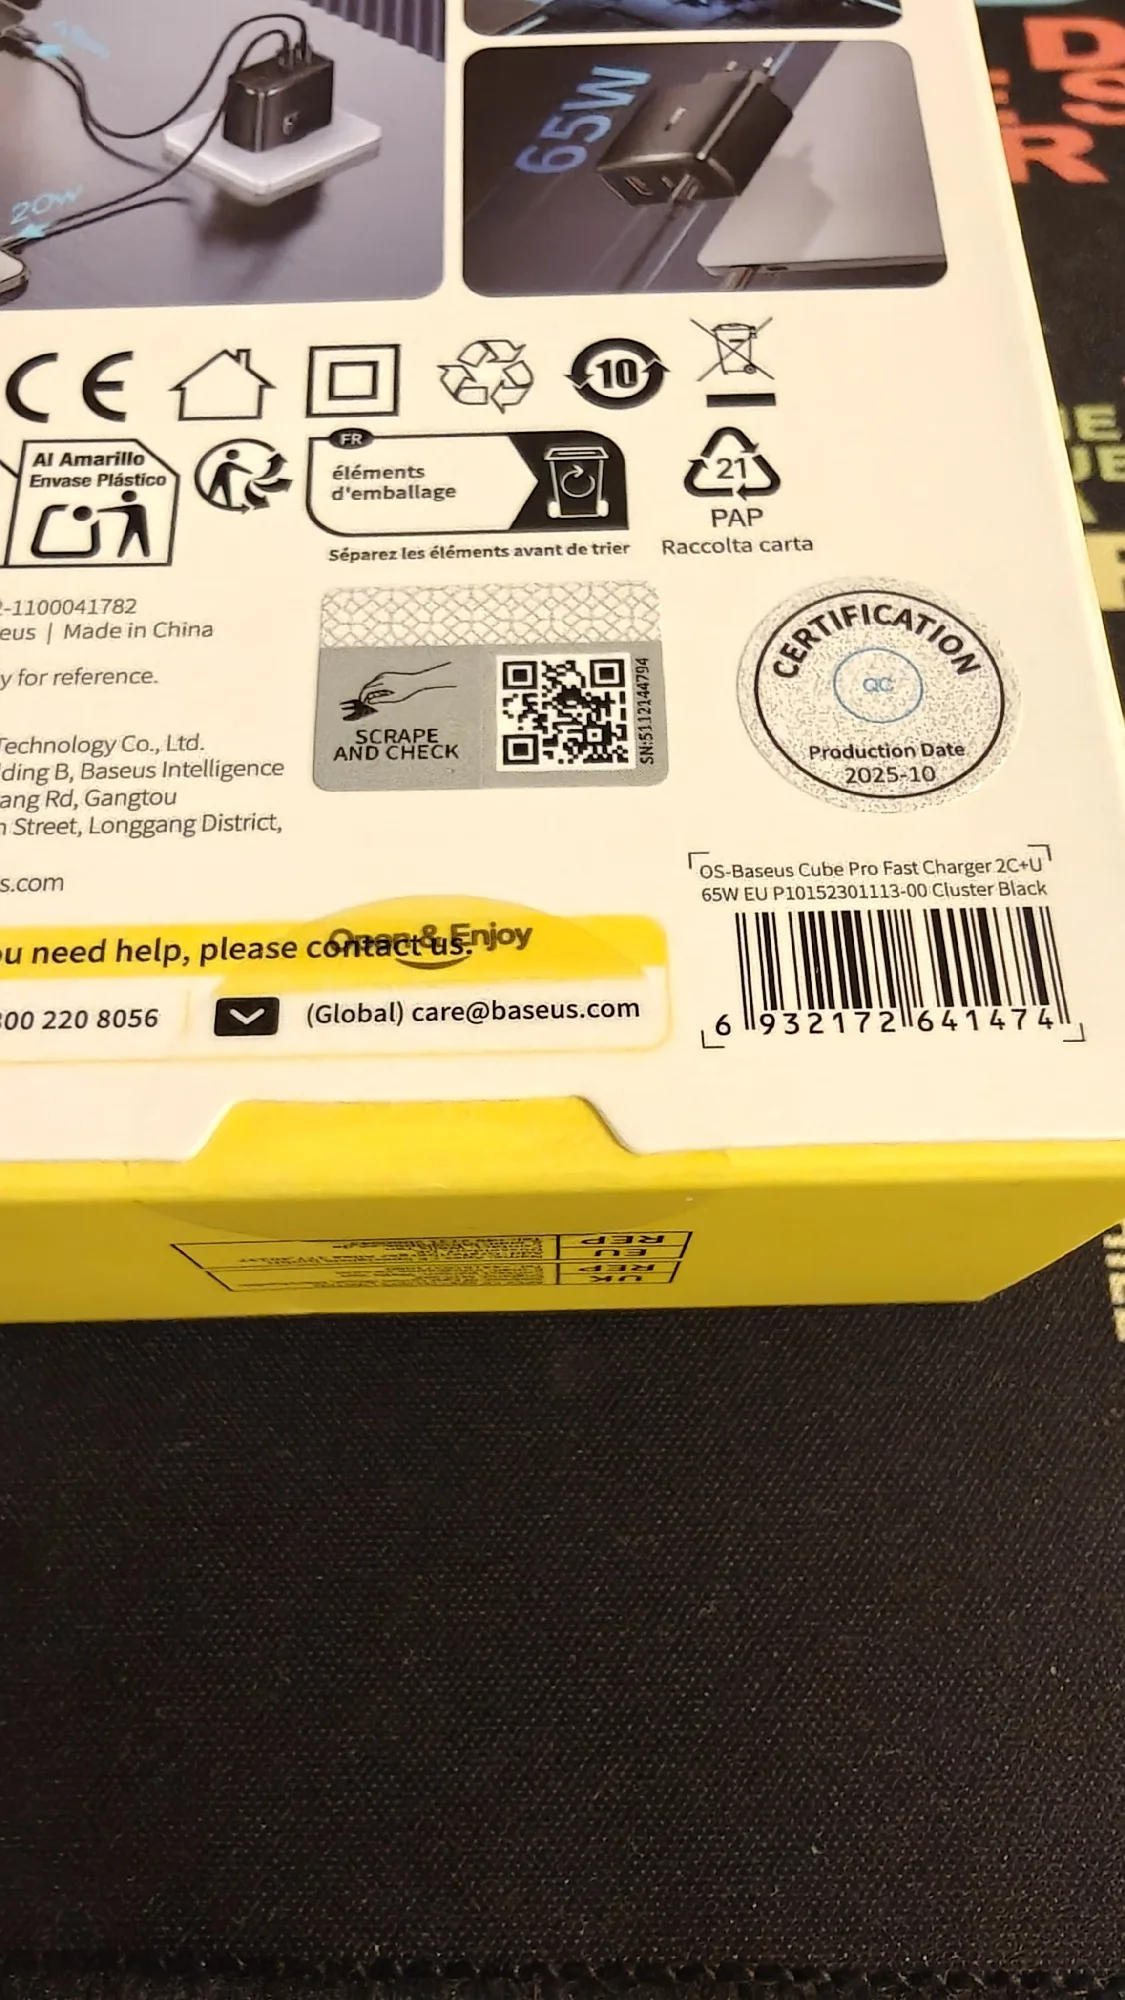 20W
65W
CE
10
Al Amarillo
Envase Plástico
FR
éléments
d'emballage
Séparez les éléments avant de trier
21
PAP
Raccolta carta
-1100041782
eus | Made in China
y for reference.
Technology Co., Ltd.
ding B, Baseus Intelligence
ang Rd, Gangtou
Street, Longgang District,
s.com
SCRAPE
AND CHECK
SN:5112144794
CERTIFICATION
QC
Production Date
2025-10
OS-Baseus Cube Pro Fast Charger 2C+U
65W EU P10152301113-00 Cluster Black
6 932172 641474
Open & Enjoy
ou need help, please contact us.
00 220 8056
(Global) care@baseus.com
EU
REP
UK
REP